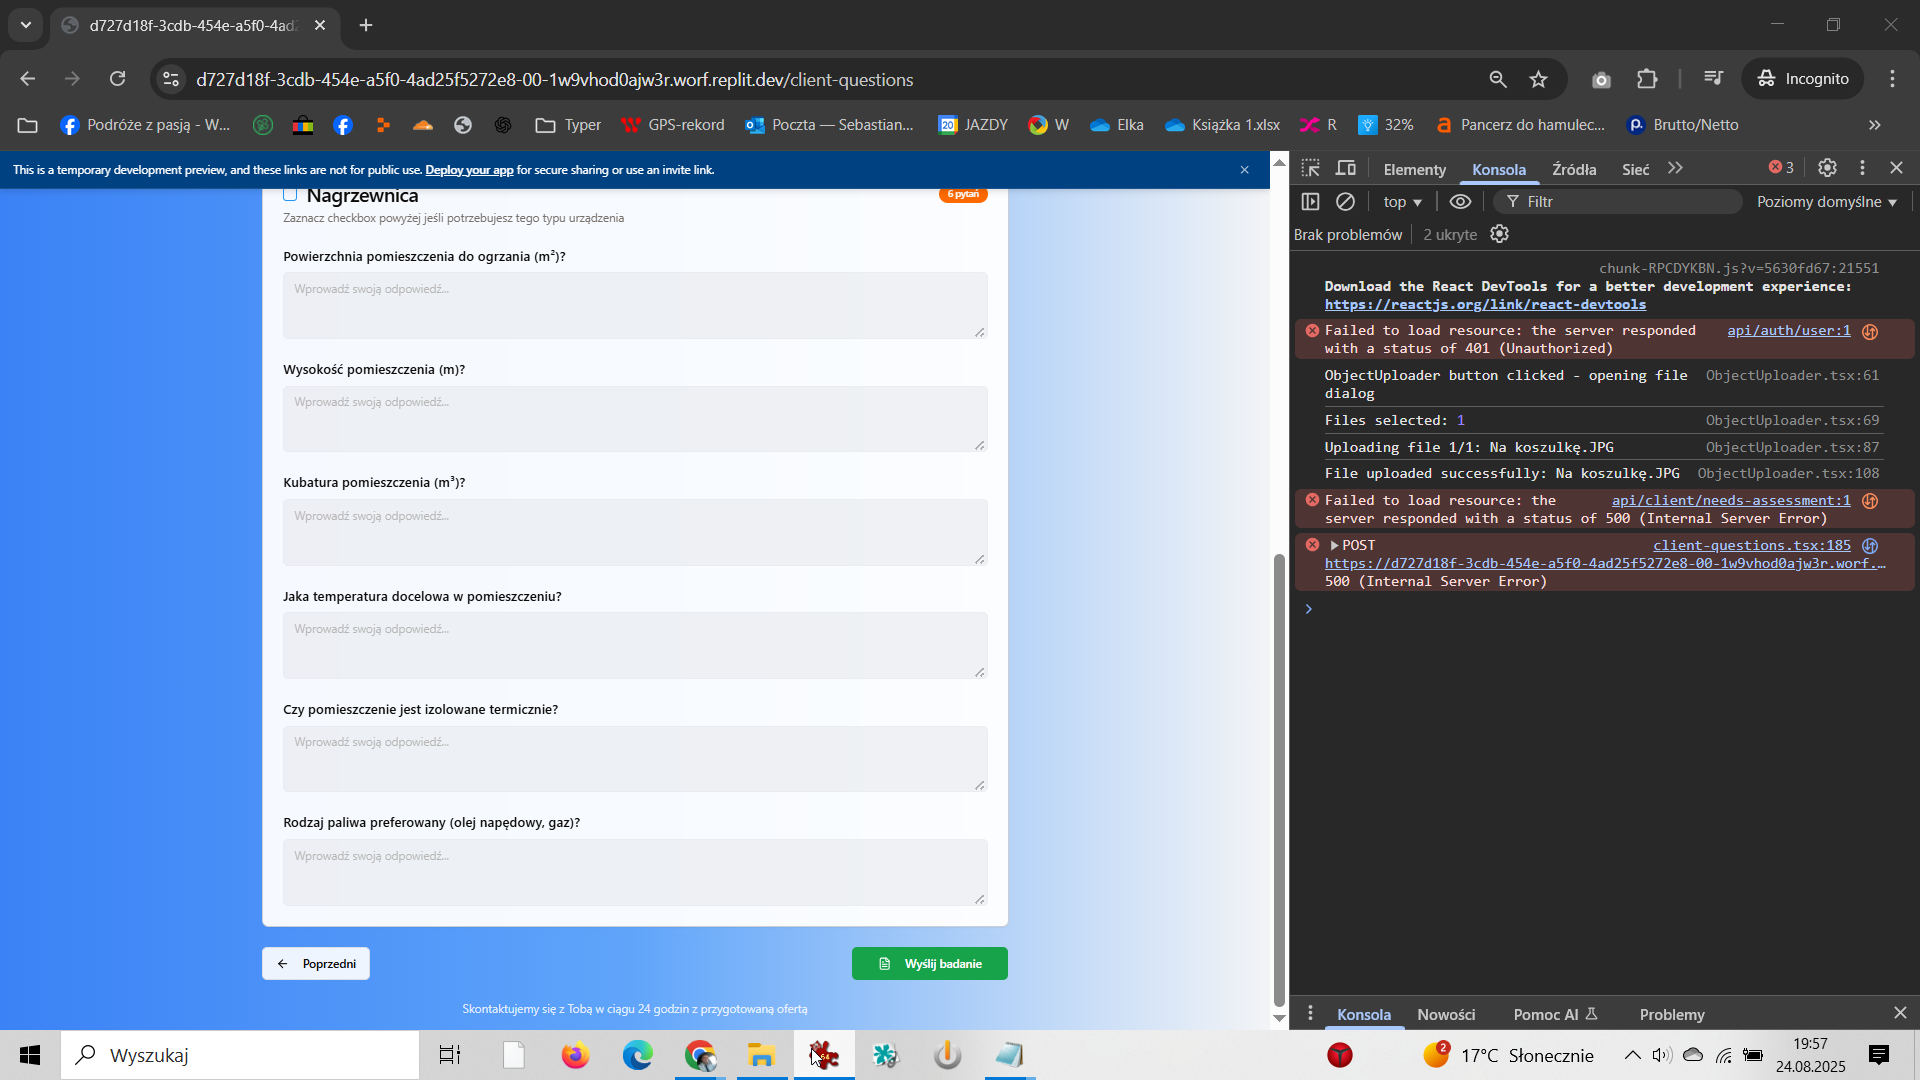 d727d18f-3cdb-454e-a5f0-4ad2
d727d18f-3cdb-454e-a5f0-4ad25f5272e8-00-1w9vhod0ajw3r.worf.replit.dev/client-questions
Incognito
Podróże z pasją - W...
Typer
GPS-rekord
Poczta — Sebastian...
20
JAZDY
W
Elka
Książka 1.xlsx
R
32%
Pancerz do hamulec...
Brutto/Netto
This is a temporary development preview, and these links are not for public use. Deploy your app for secure sharing or use an invite link.
Nagrzewnica
6 pytań
Zaznacz checkbox powyżej jeśli potrzebujesz tego typu urządzenia
Powierzchnia pomieszczenia do ogrzania (m²)?
Wprowadź swoją odpowiedź...
Wysokość pomieszczenia (m)?
Wprowadź swoją odpowiedź...
Kubatura pomieszczenia (m³)?
Wprowadź swoją odpowiedź...
Jaka temperatura docelowa w pomieszczeniu?
Wprowadź swoją odpowiedź...
Czy pomieszczenie jest izolowane termicznie?
Wprowadź swoją odpowiedź...
Rodzaj paliwa preferowany (olej napędowy, gaz)?
Wprowadź swoją odpowiedź...
Poprzedni
Wyślij badanie
Skontaktujemy się z Tobą w ciągu 24 godzin z przygotowaną ofertą
Elementy
Konsola
Źródła
Sieć
3
top
Filtr
Poziomy domyślne
Brak problemów
2 ukryte
chunk-RPCDYKBN.js?v=5630fd67:21551
Download the React DevTools for a better development experience:
https://reactjs.org/link/react-devtools
Failed to load resource: the server responded api/auth/user:1
with a status of 401 (Unauthorized)
ObjectUploader button clicked - opening file ObjectUploader.tsx:61
dialog
Files selected: 1 ObjectUploader.tsx:69
Uploading file 1/1: Na koszulkę.JPG ObjectUploader.tsx:87
File uploaded successfully: Na koszulkę.JPG ObjectUploader.tsx:108
Failed to load resource: the api/client/needs-assessment:1
server responded with a status of 500 (Internal Server Error)
POST client-questions.tsx:185
https://d727d18f-3cdb-454e-a5f0-4ad25f5272e8-00-1w9vhod0ajw3r.worf.…
500 (Internal Server Error)
Konsola
Nowości
Pomoc AI
Problemy
Wyszukaj
64
2
17°C Słonecznie
19:57
24.08.2025